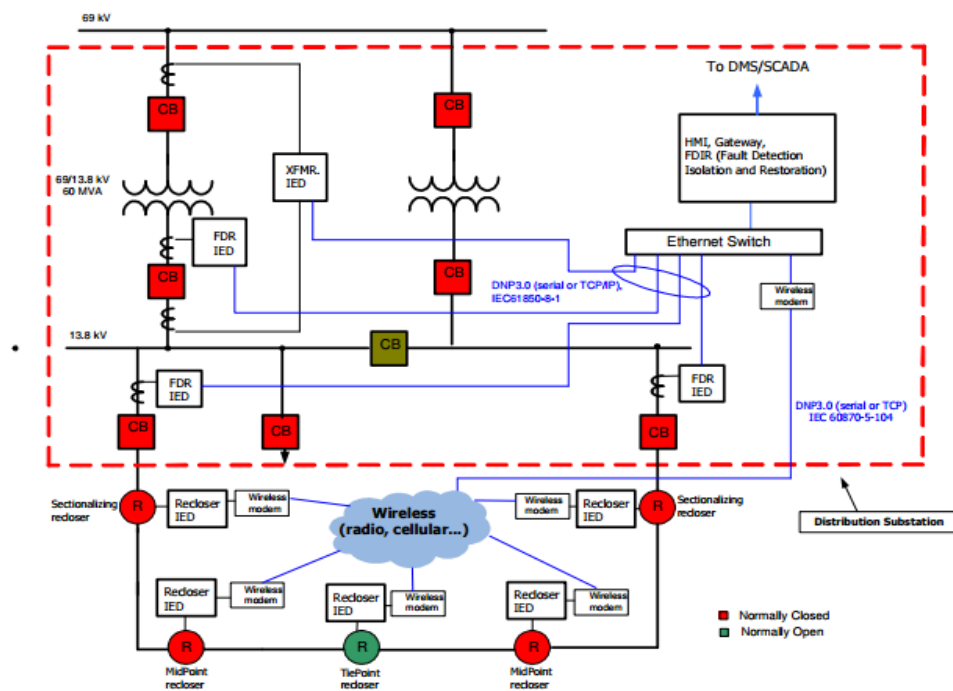 69 kV
To DMS/SCADA
CB
CB
HMI, Gateway,
FDIR (Fault Detection
Isolation and Restoration)
XFMR.
IED
69/13.8 kV
60 MVA
FDR
IED
Ethernet Switch
CB
CB
DNP3.0 (serial or TCP/IP),
IEC61850-8-1
Wireless
modem
13.8 kV
CB
FDR
IED
FDR
IED
DNP3.0 (serial or TCP)
IEC 60870-5-104
CB
CB
CB
Sectionalizing
recloser
R
Recloser
IED
Wireless
modem
Wireless
(radio, cellular...)
Wireless
modem
Recloser
IED
R
Sectionalizing
recloser
Distribution Substation
Recloser
IED
Wireless
modem
Recloser
IED
Wireless
modem
Recloser
IED
Wireless
modem
Normally Closed
Normally Open
R
R
R
MidPoint
recloser
TiePoint
recloser
MidPoint
recloser